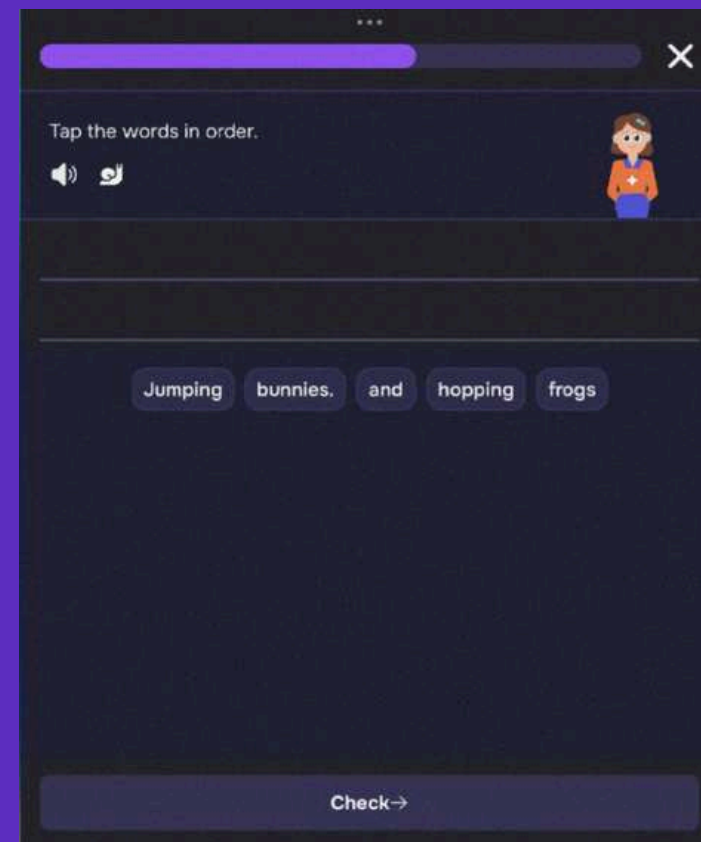 Tap the words in order.
Jumping bunnies. and hopping frogs
Check→